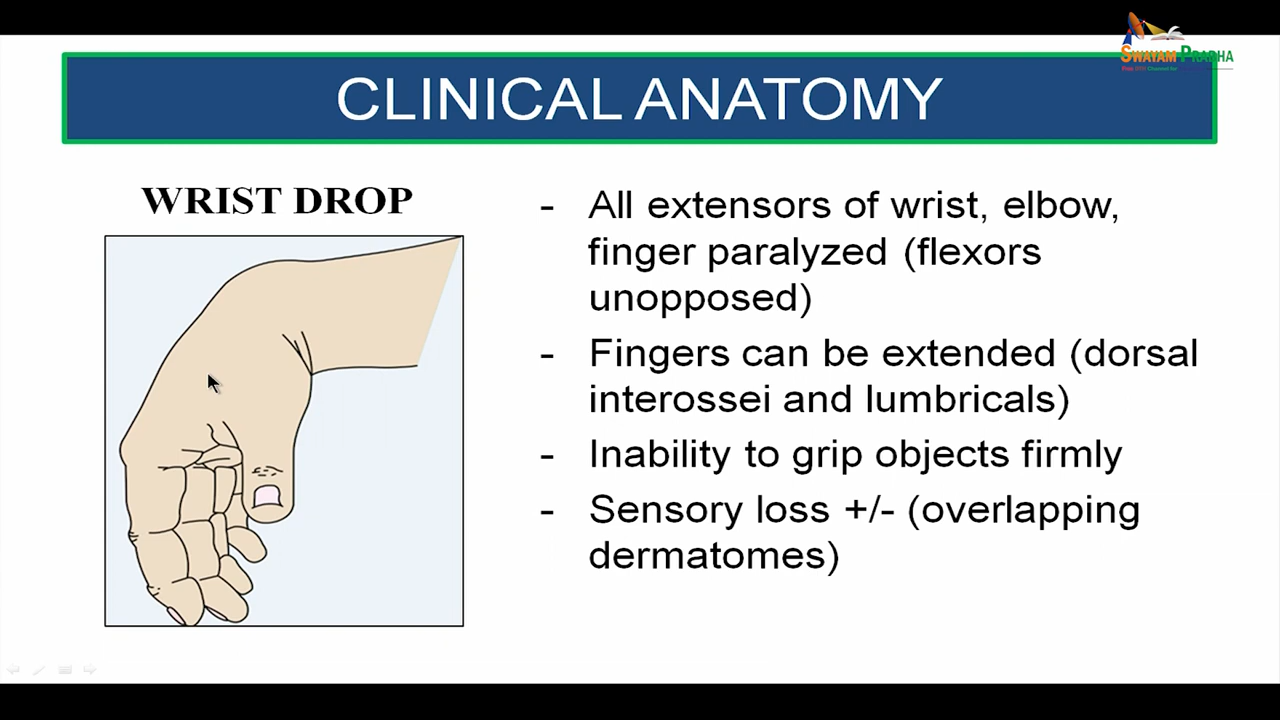 SWAYAM PRABHA
CLINICAL ANATOMY
WRIST DROP
- All extensors of wrist, elbow,
finger paralyzed (flexors
unopposed)
- Fingers can be extended (dorsal
interossei and lumbricals)
- Inability to grip objects firmly
- Sensory loss +/- (overlapping
dermatomes)